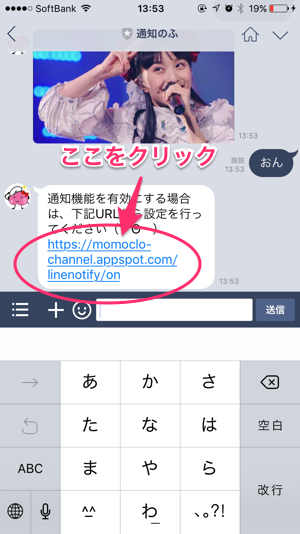 ●●●○○ SoftBank 13:53 19%
通知のふ
13:53
ここをクリック
既読
13:53
おん
通知機能を有効にする場合
は、下記URLから設定を行っ
てください（
https://momoclo-
channel.appspot.com/
linenotify/on
13:53
送信
→ あ か さ
た な は 空白
ABC ま や ら
^^ わ_ 、。?! 改行